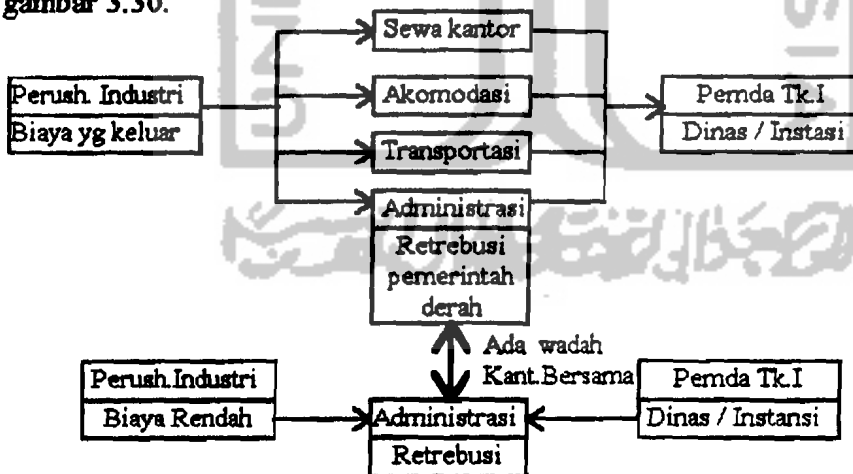 gambar 3.30.
Sewa kantor
Perush. Industri
Biaya yg keluar
Akomodasi
Transportasi
Administrasi
Retrebusi
pemerintah
derah
Pemda Tk.I
Dinas / Instasi
Ada wadah
Kant.Bersama
Perush.Industri
Biaya Rendah
Administrasi
Retrebusi
Pemda Tk.I
Dinas / Instansi